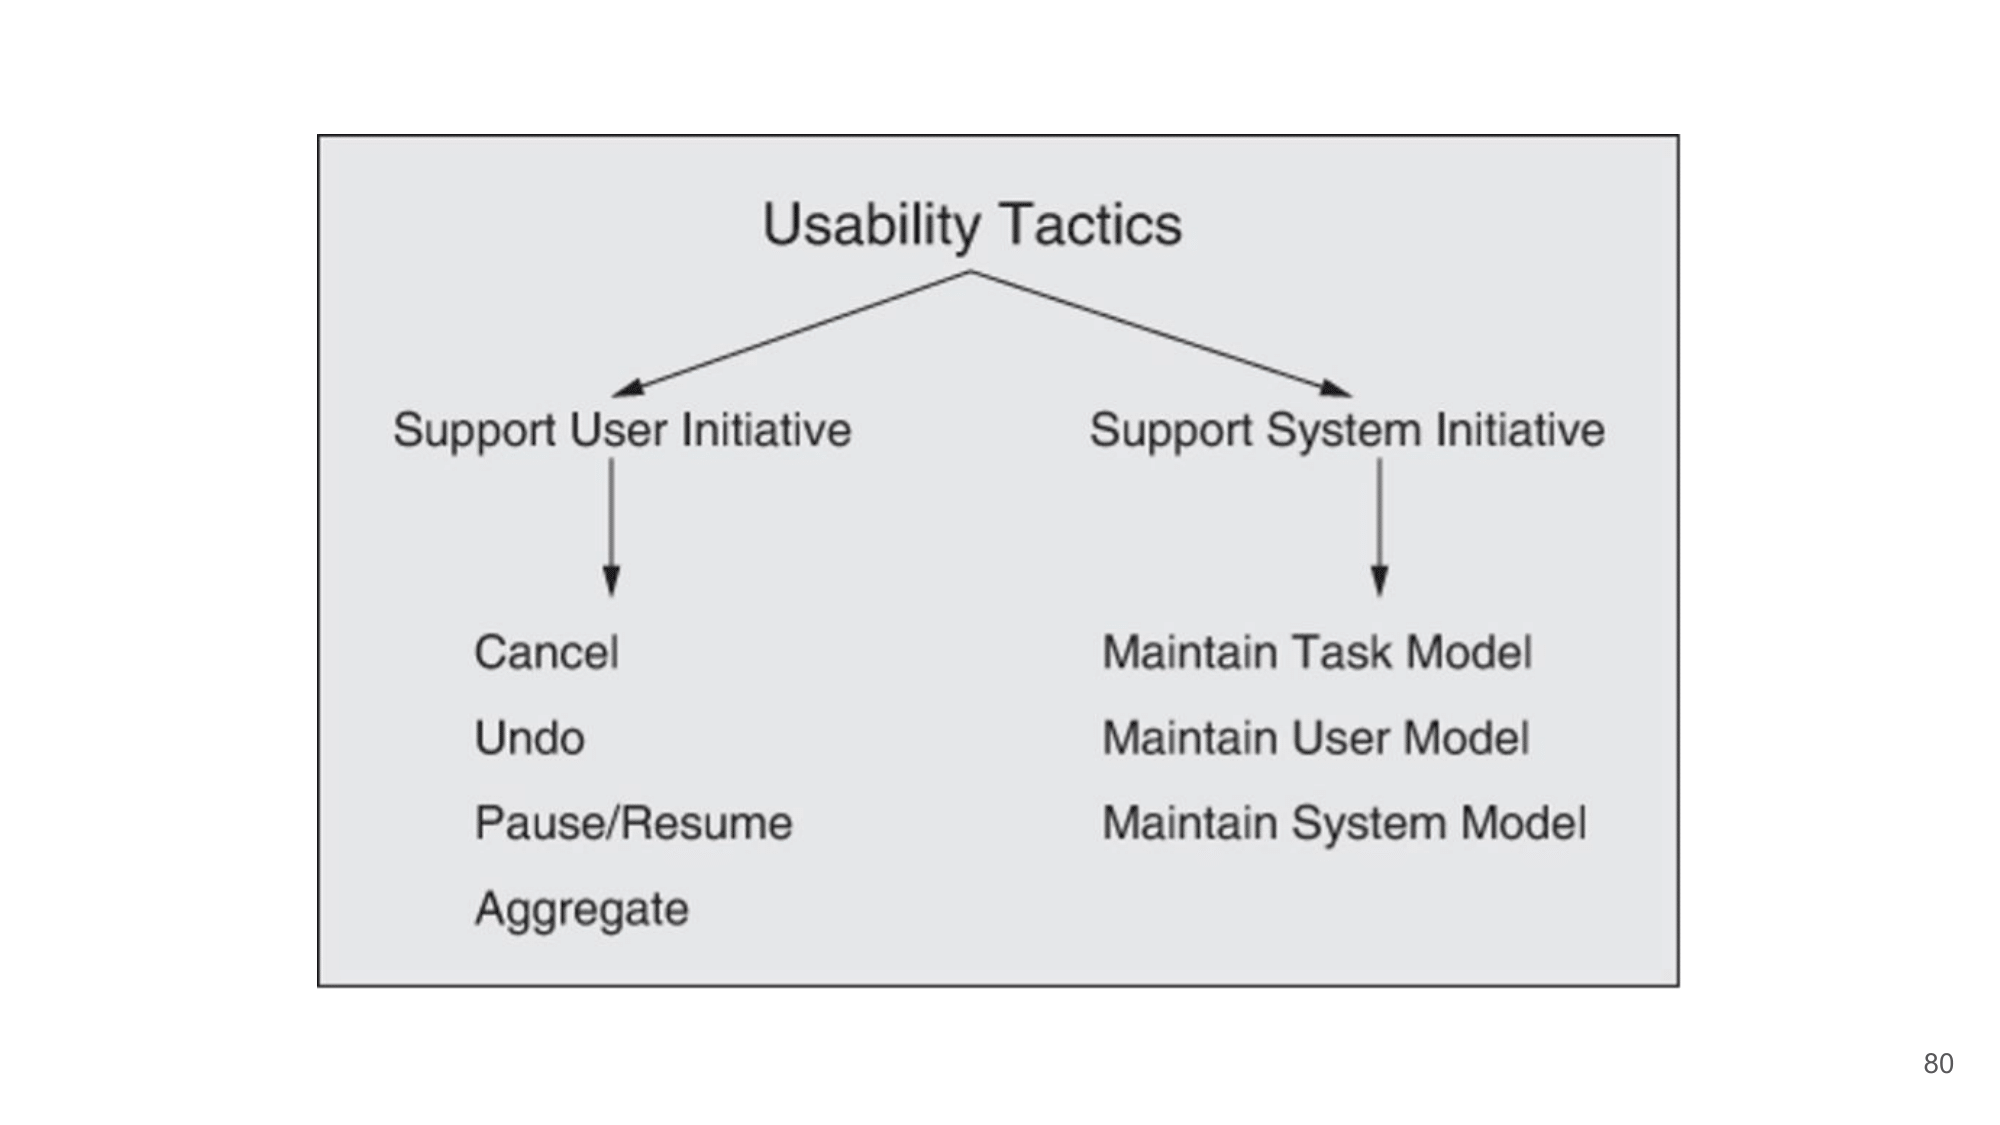 Usability Tactics
Support User Initiative
Support System Initiative
Cancel
Undo
Pause/Resume
Aggregate
Maintain Task Model
Maintain User Model
Maintain System Model
80